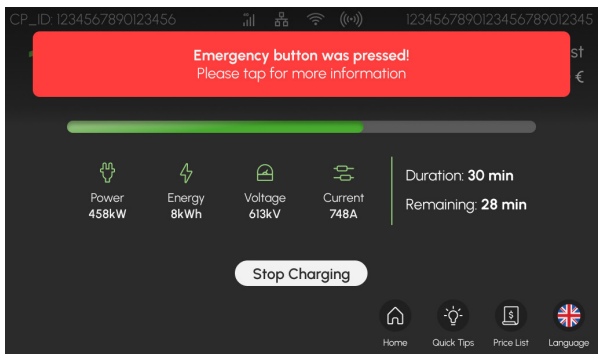 CP_ID: 1234567890123456
1234567890123456789012345
Emergency button was pressed!
Please tap for more information
st
€
Power
458kW
Energy
8kWh
Voltage
613kV
Current
748A
Duration: 30 min
Remaining: 28 min
Stop Charging
Home
Quick Tips
$
Price List
Language